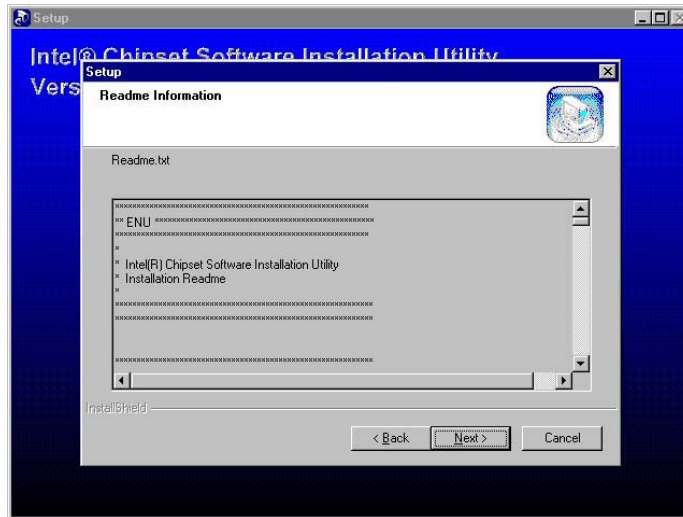 Setup
Intel® Chipset Software Installation Utility
Vers
Setup
Readme Information
Readme.txt
** ENU **********************************************************
*
* Intel(R) Chipset Software Installation Utility
* Installation Readme
*
InstallShield
< Back
Next >
Cancel